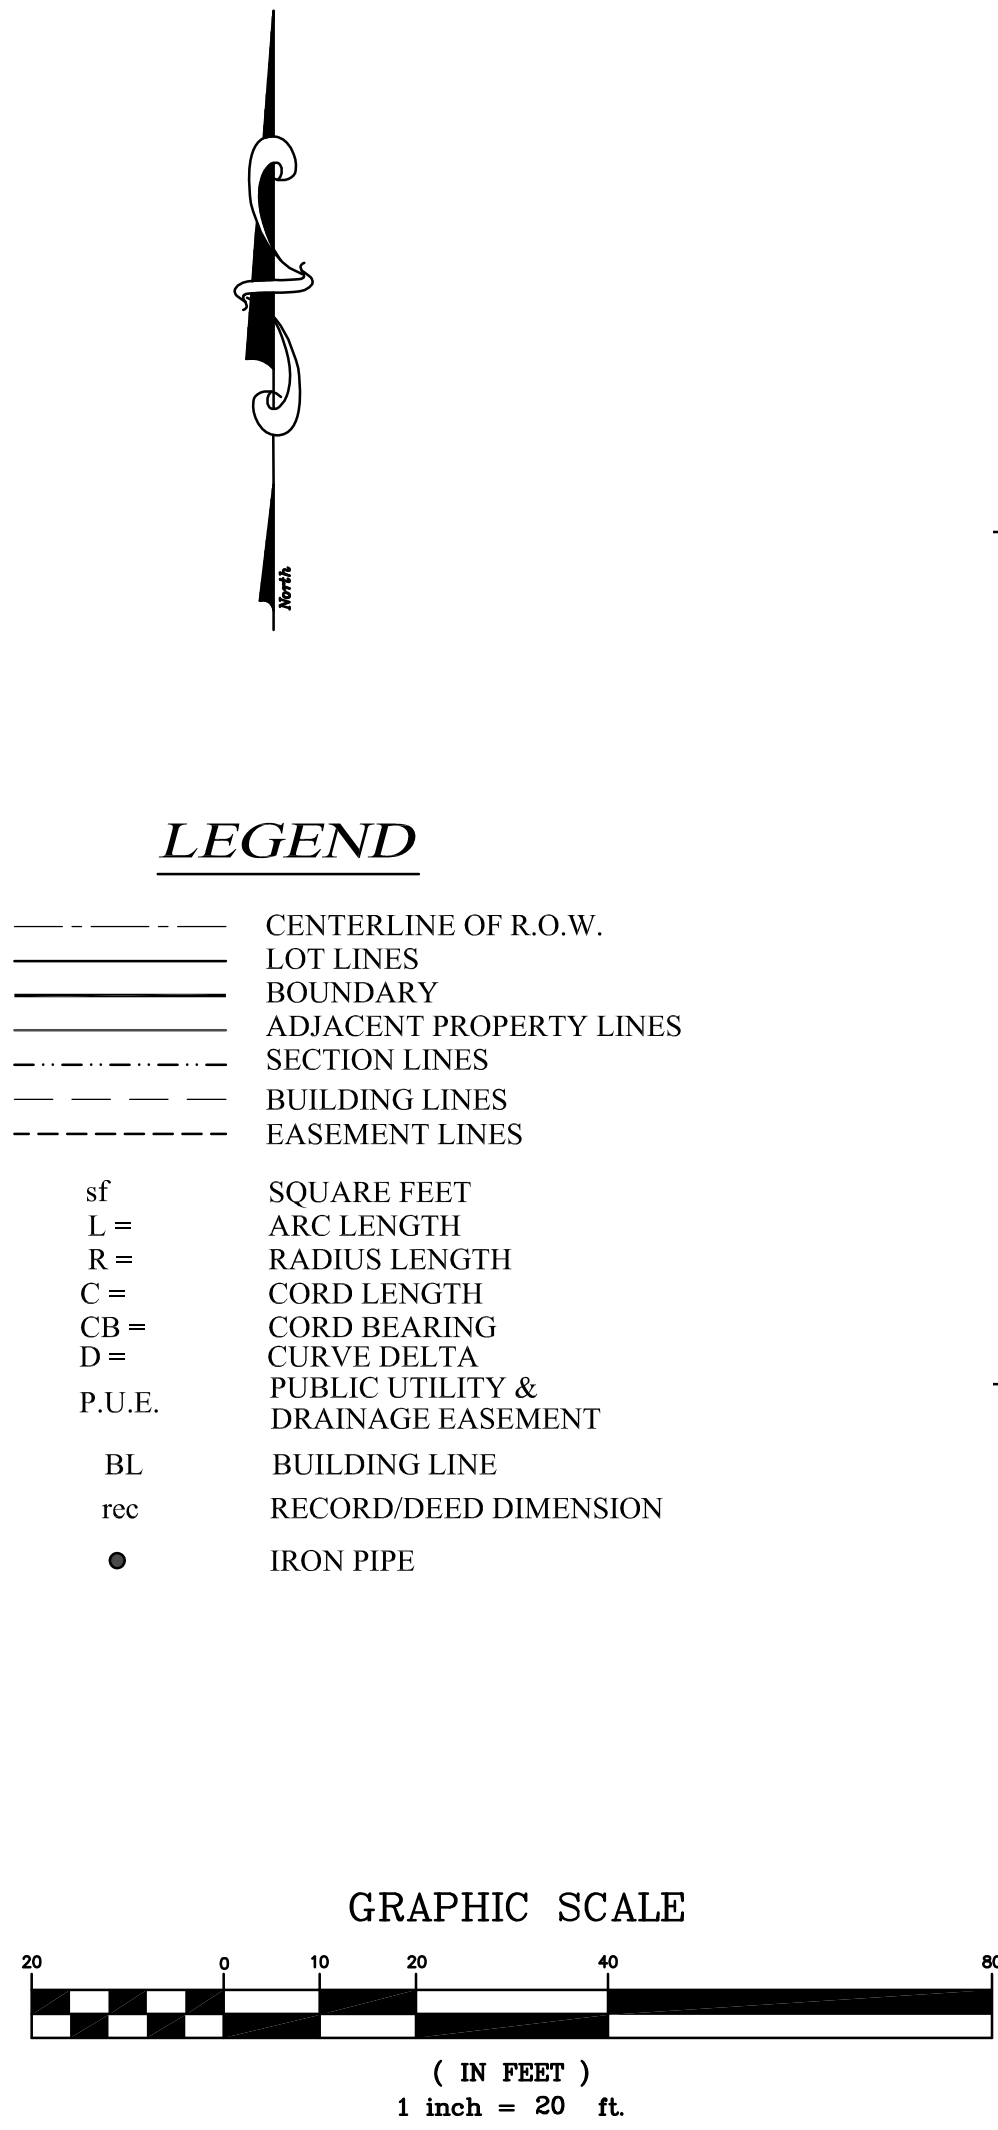 North
LEGEND
CENTERLINE OF R.O.W.
LOT LINES
BOUNDARY
ADJACENT PROPERTY LINES
SECTION LINES
BUILDING LINES
EASEMENT LINES
sf SQUARE FEET
L = ARC LENGTH
R = RADIUS LENGTH
C = CORD LENGTH
CB = CORD BEARING
D = CURVE DELTA
P.U.E. PUBLIC UTILITY &
DRAINAGE EASEMENT
BL BUILDING LINE
rec RECORD/DEED DIMENSION
IRON PIPE
GRAPHIC SCALE
20 0 10 20 40 80
( IN FEET )
1 inch = 20 ft.